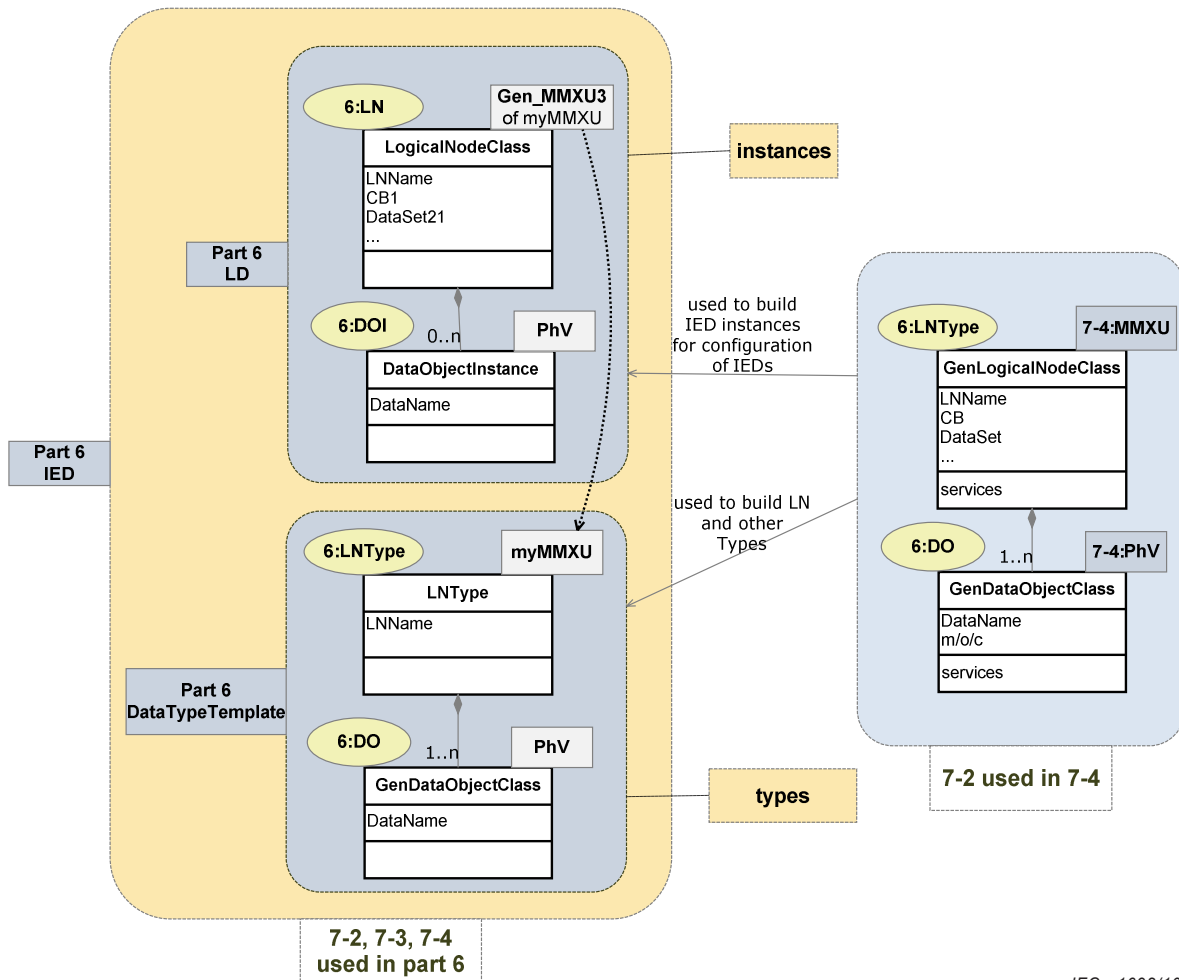 6:LN
Gen_MMXU3
of myMMXU
LogicalNodeClass
LNName
CB1
DataSet21
...
instances
Part 6
LD
6:DOI
0..n
PhV
DataObjectInstance
DataName
used to build
IED instances
for configuration
of IEDs
6:LNType
7-4:MMXU
GenLogicalNodeClass
LNName
CB
DataSet
...
services
6:DO
1..n
7-4:PhV
GenDataObjectClass
DataName
m/o/c
services
7-2 used in 7-4
Part 6
IED
used to build LN
and other
Types
6:LNType
myMMXU
LNType
LNName
Part 6
DataTypeTemplate
6:DO
1..n
PhV
GenDataObjectClass
DataName
types
7-2, 7-3, 7-4
used in part 6